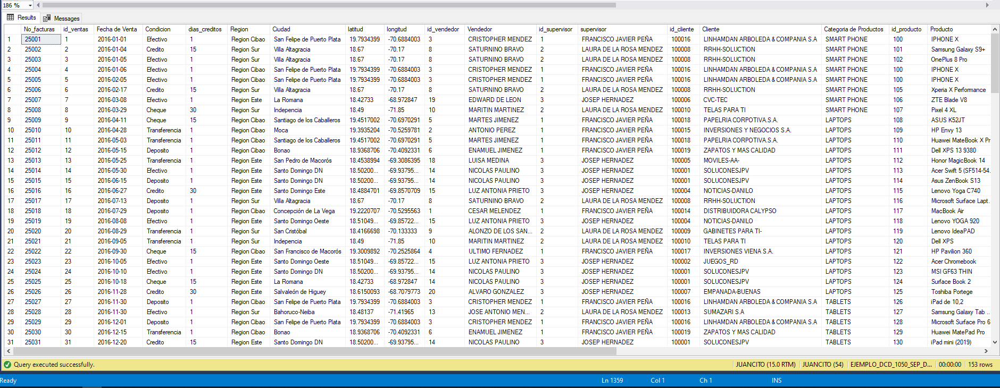 186 %
Results Messages
No_facturas id_ventas Fecha de Venta Condicion dias_creditos Region Ciudad latitud longitud id_vendedor Vendedor id_supervisor supervisor id_cliente Cliente Categoria de Productos id_producto Producto
1 25001 1 2016-01-01 Efectivo 1 Region Cibao San Felipe de Puerto Plata 19.7934399 -70.6884003 3 CRISTOPHER MENDEZ 1 FRANCISCO JAVIER PEÑA 100016 LINHAMDAN ARBOLEDA & COMPANIA S.A SMART PHONE 100 IPHONE X
2 25002 2 2016-01-04 Credito 15 Region Sur Villa Altagracia 18.67 -70.17 8 SATURNINO BRAVO 2 LAURA DE LA ROSA MENDEZ 100008 RRHH-SOLUCTION SMART PHONE 101 Samsung Galaxy S9+
3 25003 3 2016-01-05 Efectivo 1 Region Sur Villa Altagracia 18.67 -70.17 8 SATURNINO BRAVO 2 LAURA DE LA ROSA MENDEZ 100008 RRHH-SOLUCTION SMART PHONE 102 OnePlus 8 Pro
4 25004 4 2016-01-06 Efectivo 1 Region Cibao San Felipe de Puerto Plata 19.7934399 -70.6884003 3 CRISTOPHER MENDEZ 1 FRANCISCO JAVIER PEÑA 100016 LINHAMDAN ARBOLEDA & COMPANIA S.A SMART PHONE 100 IPHONE X
5 25005 5 2016-02-05 Efectivo 1 Region Cibao San Felipe de Puerto Plata 19.7934399 -70.6884003 3 CRISTOPHER MENDEZ 1 FRANCISCO JAVIER PEÑA 100016 LINHAMDAN ARBOLEDA & COMPANIA S.A SMART PHONE 100 IPHONE X
6 25006 6 2016-02-17 Credito 15 Region Sur Villa Altagracia 18.67 -70.17 8 SATURNINO BRAVO 2 LAURA DE LA ROSA MENDEZ 100008 RRHH-SOLUCTION SMART PHONE 105 Xperia X Performance
7 25007 7 2016-03-08 Efectivo 1 Region Este La Romana 18.42733 -68.972847 19 EDWARD DE LEON 3 JOSEP HERNADEZ 100006 CVC-TEC SMART PHONE 106 ZTE Blade V8
8 25008 8 2016-03-29 Cheque 30 Region Sur Indepencia 18.49 -71.85 10 MARITIN MARTINEZ 2 LAURA DE LA ROSA MENDEZ 100010 TELAS PARA TI SMART PHONE 107 Pixel 4 XL
9 25009 9 2016-04-11 Cheque 15 Region Cibao Santiago de los Caballeros 19.4517002 -70.6970291 5 MARTES JIMENEZ 1 FRANCISCO JAVIER PEÑA 100018 PAPELRIA CORPOTIVA.S.A. LAPTOPS 108 ASUS K52JT
10 25010 10 2016-04-28 Transferencia 1 Region Cibao Moca 19.3935204 -70.5259781 2 ANTONIO PEREZ 1 FRANCISCO JAVIER PEÑA 100015 INVERSIONES Y NEGOCIOS S.A. LAPTOPS 109 HP Envy 13
11 25011 11 2016-05-03 Transferencia 1 Region Cibao Santiago de los Caballeros 19.4517002 -70.6970291 5 MARTES JIMENEZ 1 FRANCISCO JAVIER PEÑA 100018 PAPELRIA CORPOTIVA.S.A. LAPTOPS 110 Huawei MateBook X Pr
12 25012 12 2016-05-15 Deposito 1 Region Cibao Bonao 18.9368706 -70.4092331 6 ENAMUEL JIMENEZ 1 FRANCISCO JAVIER PEÑA 100019 ZAPATOS Y MAS CALIDAD LAPTOPS 111 Dell XPS 13 9380
13 25013 13 2016-05-25 Transferencia 1 Region Este San Pedro de Macorós 18.4538994 -69.3086395 18 LUISA MEDINA 3 JOSEP HERNADEZ 100005 MOVILES-AA- LAPTOPS 112 Honor MagicBook 14
14 25014 14 2016-05-30 Efectivo 1 Region Este Santo Domingo DN 18.50200... -69.93795... 14 NICOLAS PAULINO 3 JOSEP HERNADEZ 100001 SOLUCONESJPV LAPTOPS 113 Acer Swift 5 (SF514-54.
15 25015 15 2016-06-15 Deposito 1 Region Este Santo Domingo DN 18.50200... -69.93795... 14 NICOLAS PAULINO 3 JOSEP HERNADEZ 100001 SOLUCONESJPV LAPTOPS 114 Asus ZenBook S13
16 25016 16 2016-06-27 Credito 30 Region Este Santo Domingo Este 18.4884701 -69.8570709 15 LUZ ANTONIA PRIETO 3 JOSEP HERNADEZ 100004 NOTICIAS-DANILO LAPTOPS 115 Lenovo Yoga C740
17 25017 17 2016-07-13 Deposito 1 Region Sur Villa Altagracia 18.67 -70.17 8 SATURNINO BRAVO 2 LAURA DE LA ROSA MENDEZ 100008 RRHH-SOLUCTION LAPTOPS 116 Microsoft Surface Lapt.
18 25018 18 2016-07-29 Deposito 1 Region Cibao Concepción de La Vega 19.2220707 -70.5295563 1 CESAR MELENDEZ 1 FRANCISCO JAVIER PEÑA 100014 DISTRIBUIDORA CALYPSO LAPTOPS 117 MacBook Air
19 25019 19 2016-08-08 Efectivo 1 Region Este Santo Domingo Oeste 18.51049... -69.85722... 15 LUZ ANTONIA PRIETO 3 JOSEP HERNADEZ 100004 NOTICIAS-DANILO LAPTOPS 118 Lenovo YOGA 920
20 25020 20 2016-08-29 Transferencia 1 Region Sur San Cristóbal 18.4166698 -70.133333 9 ALONZO DE LOS SAN... 2 LAURA DE LA ROSA MENDEZ 100009 GABINETES PARA TI- LAPTOPS 119 Lenovo IdeaPAD
21 25021 21 2016-09-05 Transferencia 1 Region Sur Indepencia 18.49 -71.85 10 MARITIN MARTINEZ 2 LAURA DE LA ROSA MENDEZ 100010 TELAS PARA TI LAPTOPS 120 Dell XPS
22 25022 22 2016-09-30 Cheque 15 Region Cibao San Francisco de Macorós 19.3009892 -70.2525864 4 ULTIMO FERNADEZ 1 FRANCISCO JAVIER PEÑA 100017 INVERSIONES VIENA S.A. LAPTOPS 121 HP Pavilion 360
23 25023 23 2016-10-05 Efectivo 1 Region Este Santo Domingo Oeste 18.51049... -69.85722... 15 LUZ ANTONIA PRIETO 3 JOSEP HERNADEZ 100002 JUEGOS_RD LAPTOPS 122 Acer Chromebook
24 25024 24 2016-10-10 Efectivo 1 Region Este Santo Domingo DN 18.50200... -69.93795... 14 NICOLAS PAULINO 3 JOSEP HERNADEZ 100001 SOLUCONESJPV LAPTOPS 123 MSI GF63 THIN
25 25025 25 2016-10-18 Cheque 15 Region Este La Romana 18.42733 -68.972847 14 NICOLAS PAULINO 3 JOSEP HERNADEZ 100001 SOLUCONESJPV LAPTOPS 124 Surface Book 2
26 25026 26 2016-11-28 Credito 30 Region Este Salvaleón de Higuey 18.6150093 -68.7079773 20 ALVARO GONZALEZ 3 JOSEP HERNADEZ 100007 EMPANADA-BUENAS LAPTOPS 125 Toshiba Portege
27 25027 27 2016-11-30 Deposito 1 Region Cibao San Felipe de Puerto Plata 19.7934399 -70.6884003 3 CRISTOPHER MENDEZ 1 FRANCISCO JAVIER PEÑA 100016 LINHAMDAN ARBOLEDA & COMPANIA S.A TABLETS 126 iPad de 10,2
28 25028 28 2016-11-30 Efectivo 1 Region Sur Bahoruco-Neiba 18.48137 -71.41965 13 JOSE ANTONIO MEN... 2 LAURA DE LA ROSA MENDEZ 100013 SUMAZARI S.A TABLETS 127 Samsung Galaxy Tab ..
29 25029 29 2016-12-01 Deposito 1 Region Cibao San Felipe de Puerto Plata 19.7934399 -70.6884003 3 CRISTOPHER MENDEZ 1 FRANCISCO JAVIER PEÑA 100016 LINHAMDAN ARBOLEDA & COMPANIA S.A TABLETS 128 Microsoft Surface Pro 6
30 25030 30 2016-12-15 Transferencia 1 Region Cibao Bonao 18.9368706 -70.4092331 6 ENAMUEL JIMENEZ 1 FRANCISCO JAVIER PEÑA 100019 ZAPATOS Y MAS CALIDAD TABLETS 129 Huawei MatePad Pro
31 25031 31 2016-12-20 Credito 15 Region Este Santo Domingo DN 18.50200... -69.93795... 14 NICOLAS PAULINO 3 JOSEP HERNADEZ 100001 SOLUCONESJPV TABLETS 130 iPad mini (2019)
Query executed successfully. JUANCITO (15.0 RTM) JUANCITO (54) EJEMPLO_DCD_1050_SEP_D... 00:00:00 153 rows
Ready Ln 1359 Col 1 Ch 1 INS